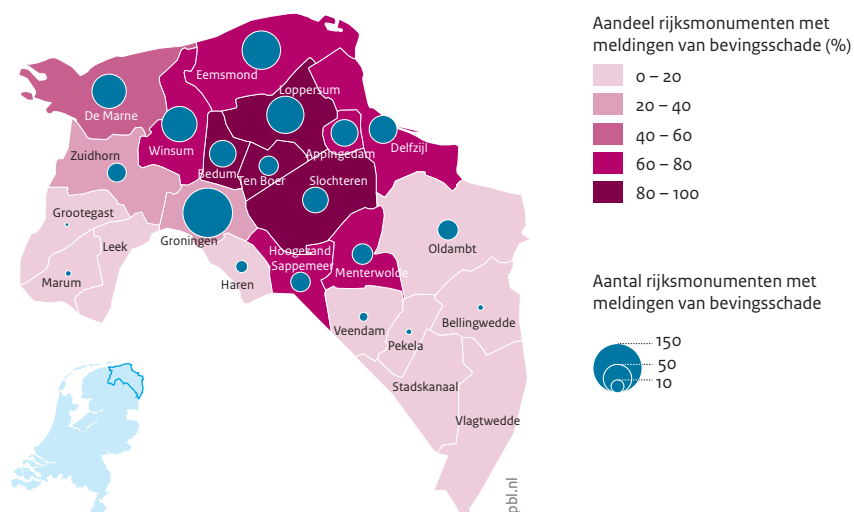 Aandeel rijksmonumenten met
meldingen van bevingsschade (%)
0 – 20
20 – 40
40 – 60
60 – 80
80 – 100
Aantal rijksmonumenten met
meldingen van bevingsschade
150
50
10
Eemsmond
Loppersum
De Marne
Winsum
Appingedam
Delfzijl
Zuidhorn
Bedum
Ten Boer
Slochteren
Grootegast
Groningen
Leek
Hoogezand
Sappemeer
Oldambt
Marum
Haren
Menterwolde
Veendam
Pekela
Bellingwedde
Stadskanaal
Vlagtwedde
pbl.nl